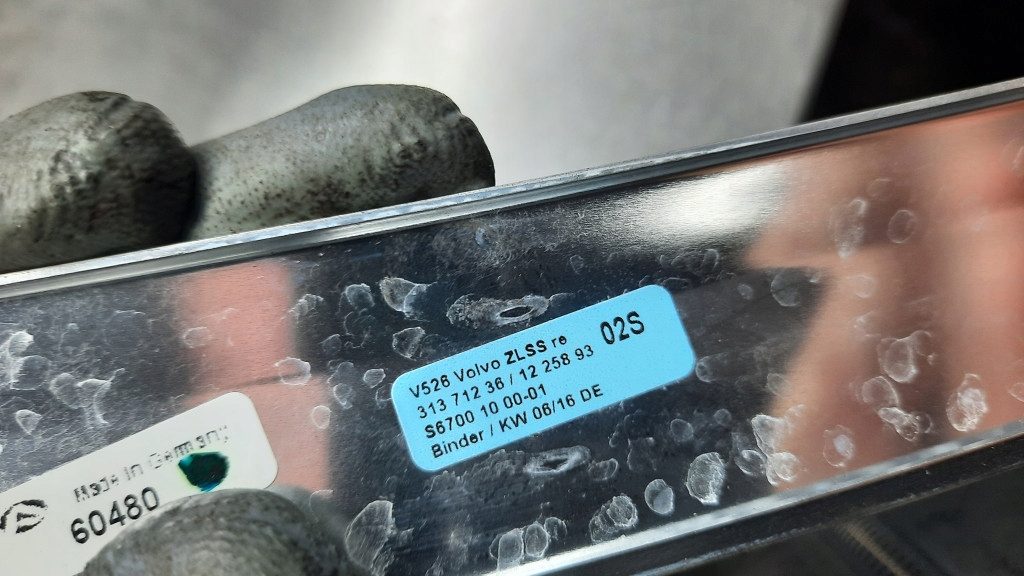 V526 Volvo ZLSS re
313 712 36 / 12 258 93 02S
S6700 10 00-01
Binder / KW 06/16 DE
Made in Germany
60480